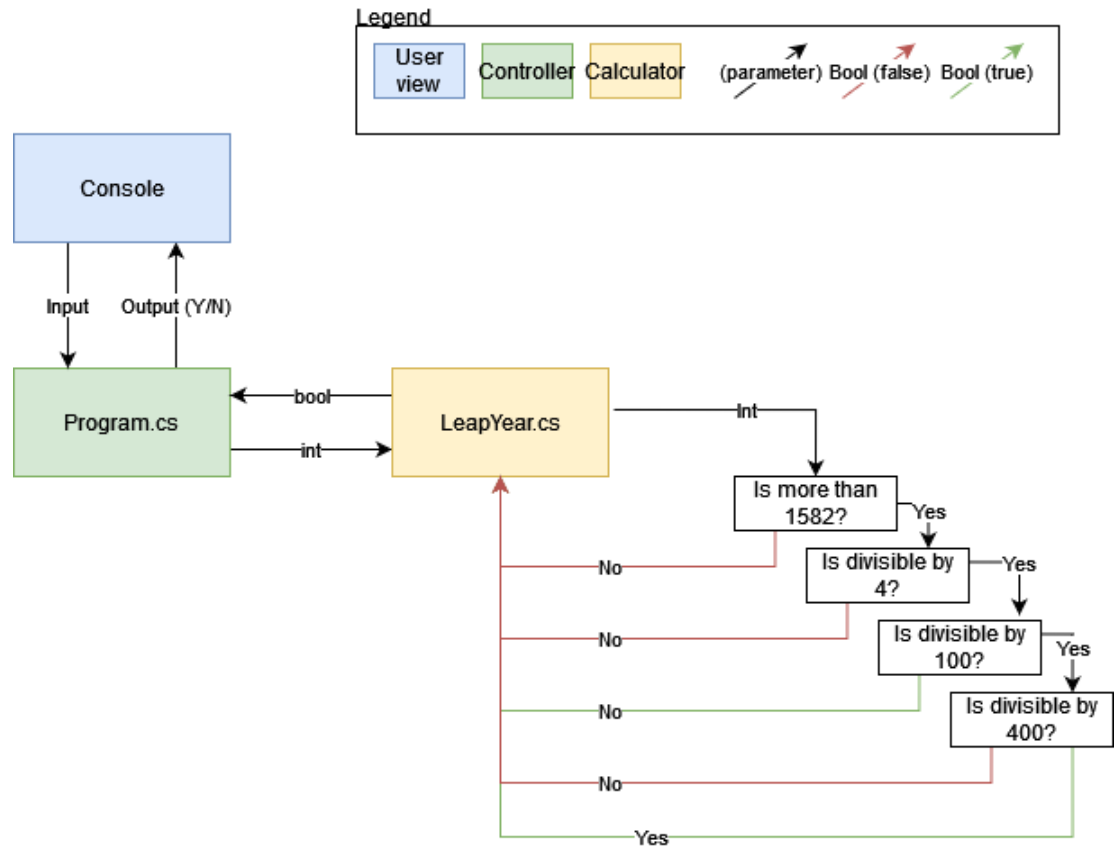 Legend
User
view
Controller
Calculator
(parameter)
Bool (false)
Bool (true)
Console
Input
Output (Y/N)
Program.cs
bool
int
LeapYear.cs
Int
Is more than
1582?
Yes
No
Is divisible by
4?
Yes
No
Is divisible by
100?
Yes
No
Is divisible by
400?
No
Yes